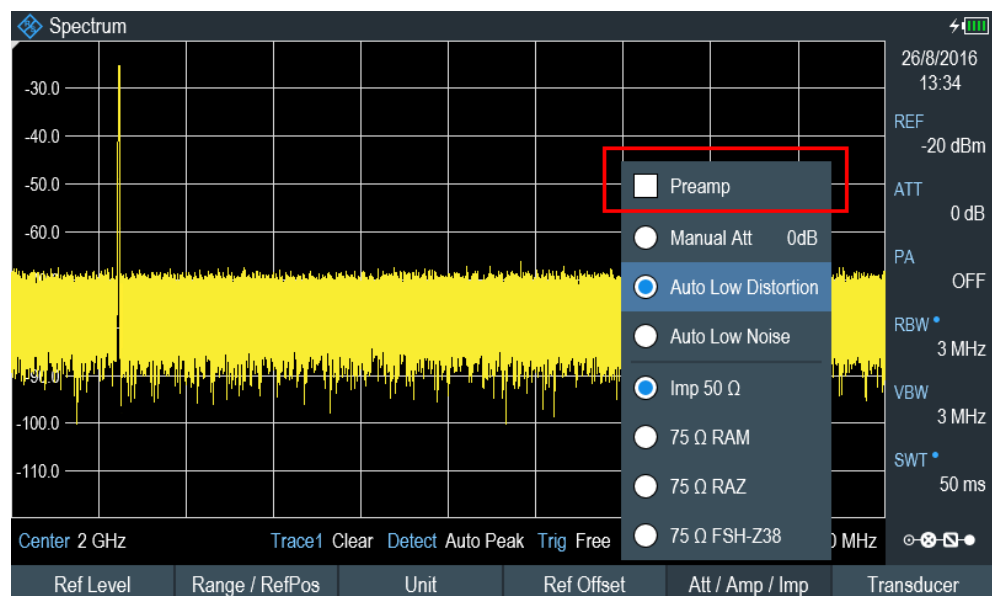 Spectrum
26/8/2016
13:34
-30.0
-40.0
-50.0
-60.0
-90.0
-100.0
-110.0
REF
-20 dBm
ATT
0 dB
PA
OFF
RBW
3 MHz
VBW
3 MHz
SWT
50 ms
Preamp
Manual Att 0dB
Auto Low Distortion
Auto Low Noise
Imp 50 Ω
75 Ω RAM
75 Ω RAZ
75 Ω FSH-Z38
Center 2 GHz Trace1 Clear Detect Auto Peak Trig Free MHz
Ref Level Range / RefPos Unit Ref Offset Att / Amp / Imp Transducer